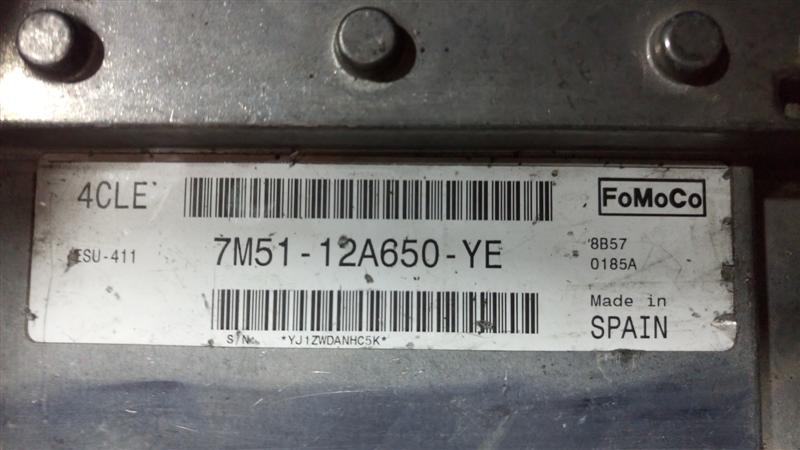 4CLE
FoMoCo
ESU-411
7M51-12A650-YE
8B57
0185A
Made in
SPAIN
S/N: *YJ1ZWDANHC5K*